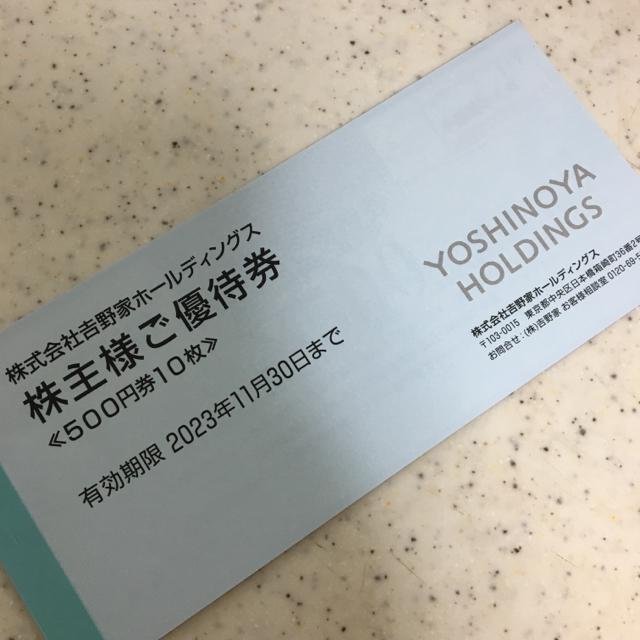 株式会社吉野家ホールディングス
株主様ご優待券
≪500円券10枚≫
有効期限 2023年11月30日まで
YOSHINOYA
HOLDINGS
株式会社吉野家ホールディングス
〒103-0015 東京都中央区日本橋箱崎町36番2号
お問合せ:(株)吉野家 お客様相談室 0120-69-5